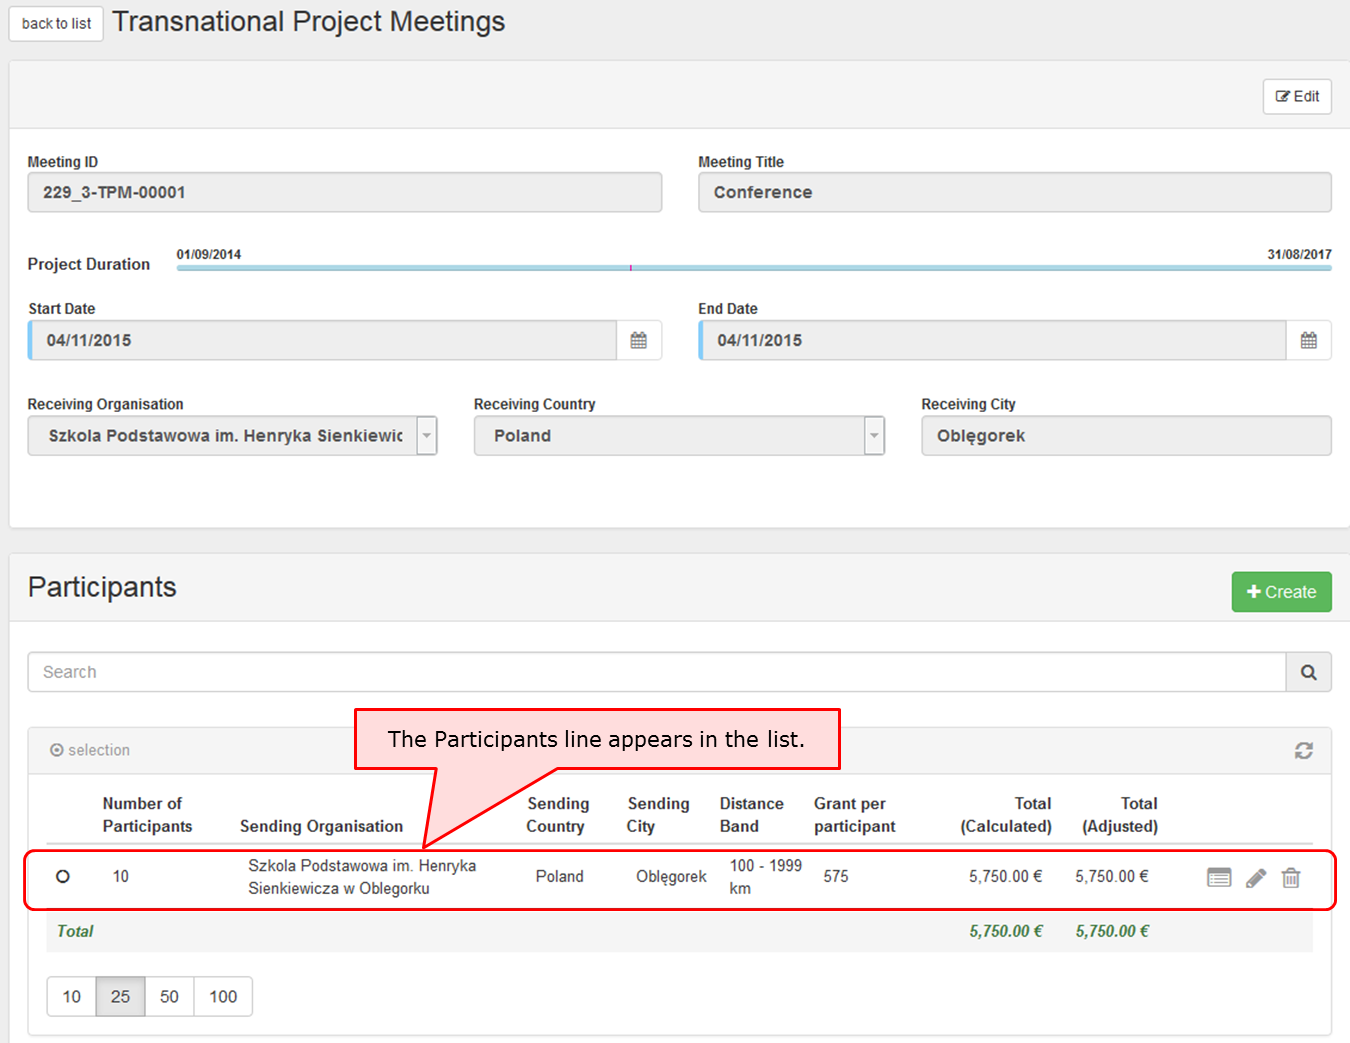 back to list Transnational Project Meetings
Edit
Meeting ID Meeting Title
229_3-TPM-00001 Conference
Project Duration 01/09/2014 31/08/2017
Start Date End Date
04/11/2015 04/11/2015
Receiving Organisation Receiving Country Receiving City
Szkola Podstawowa im. Henryka Sienkiewic Poland Oblęgorek
Participants
Create
Search
The Participants line appears in the list.
selection
Number of Participants Sending Organisation Sending Country Sending City Distance Band Grant per participant Total (Calculated) Total (Adjusted)
10 Szkola Podstawowa im. Henryka Sienkiewicza w Oblegorku Poland Oblęgorek 100 - 1999 km 575 5,750.00 € 5,750.00 €
Total 5,750.00 € 5,750.00 €
10 25 50 100